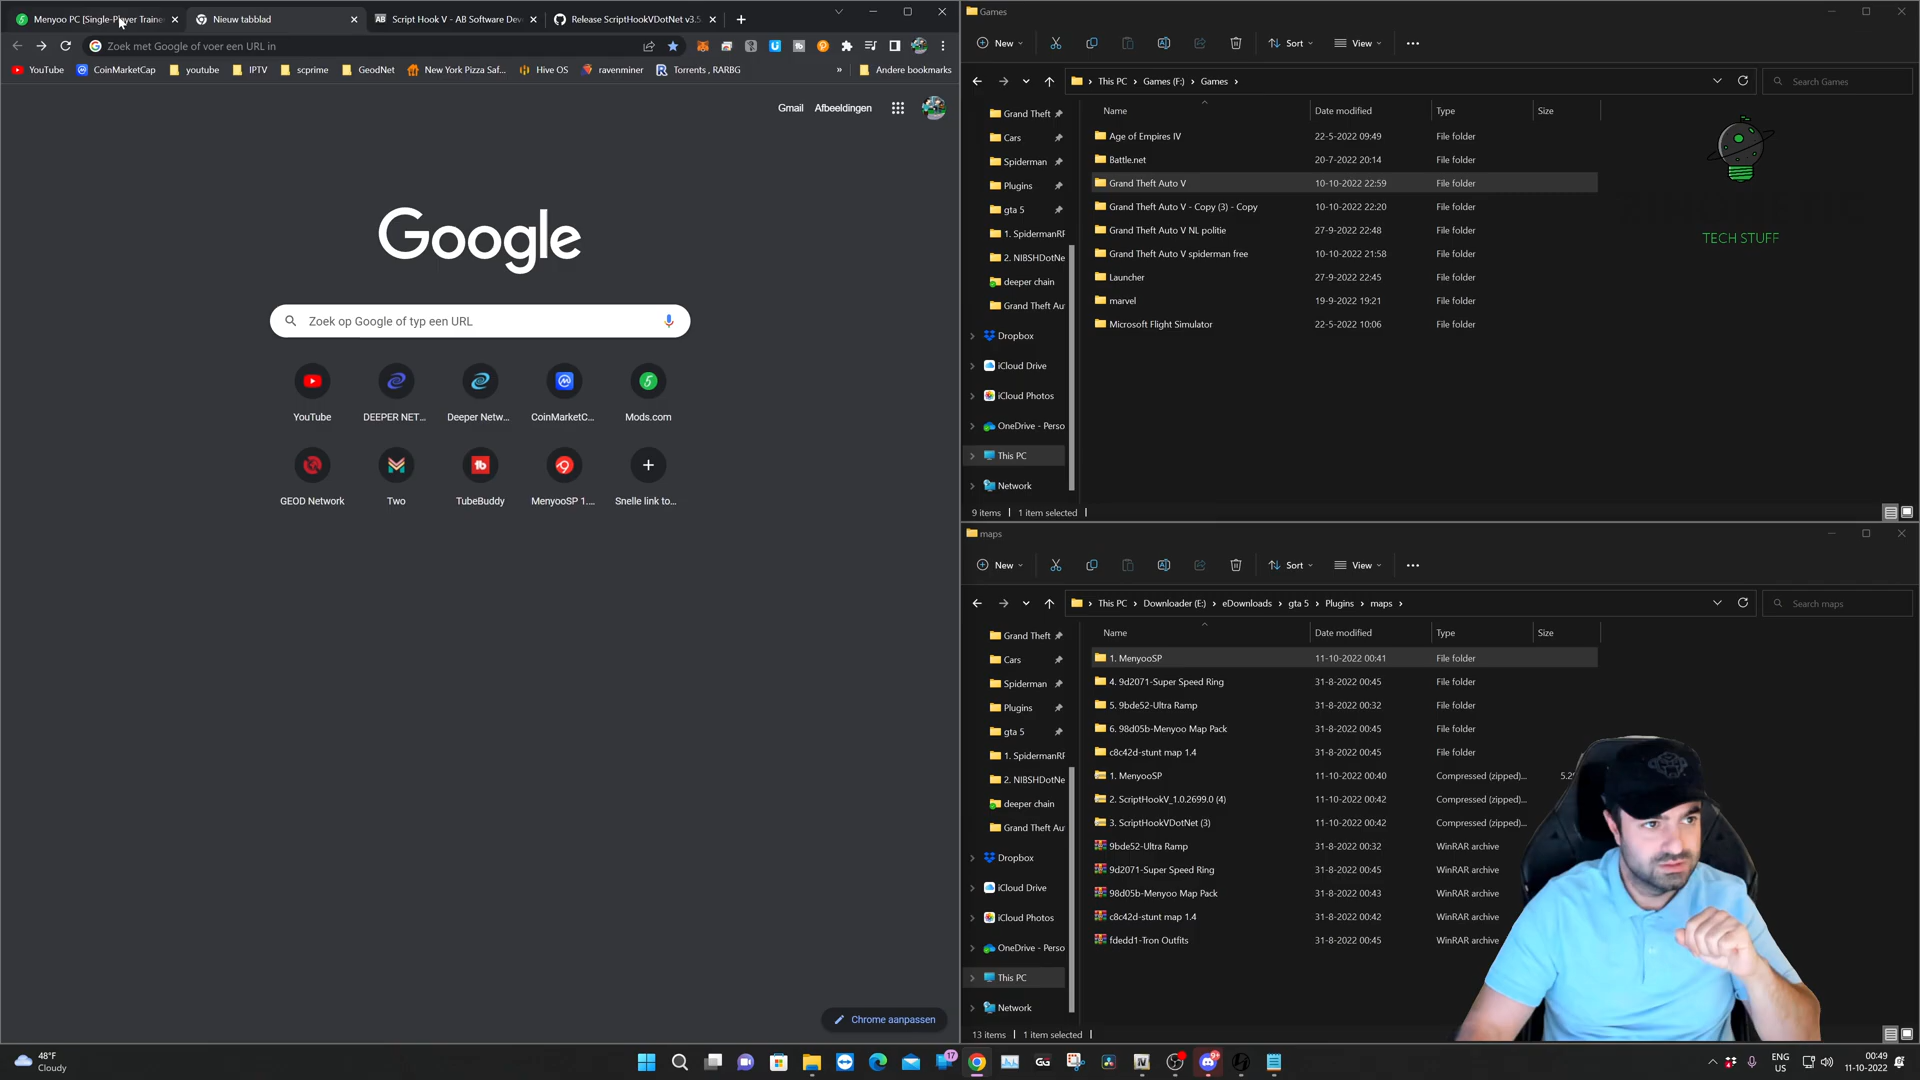 Menyoo PC [Single-Player Traine
Nieuw tabblad
AB Script Hook V - AB Software Dev
Release ScriptHookVDotNet v3.5
Zoek met Google of voer een URL in
YouTube
CoinMarketCap
youtube
IPTV
scprime
GeodNet
New York Pizza Saf...
Hive OS
ravenminer
Torrents , RARBG
»
Andere bookmarks
Gmail
Afbeeldingen
Google
Zoek op Google of typ een URL
YouTube
DEEPER NET...
Deeper Netw...
CoinMarketC...
Mods.com
GEOD Network
Two
TubeBuddy
MenyooSP 1....
Snelle link to...
Chrome aanpassen
Games
New
Sort
View
This PC > Games (F:) > Games >
Search Games
Name
Date modified
Type
Size
Grand Theft
Cars
Spiderman
Plugins
gta 5
1. SpidermanRF
2. NIBSHDotNe
deeper chain
Grand Theft Au
Dropbox
iCloud Drive
iCloud Photos
OneDrive - Perso
This PC
Network
Age of Empires IV 22-5-2022 09:49 File folder
Battle.net 20-7-2022 20:14 File folder
Grand Theft Auto V 10-10-2022 22:59 File folder
Grand Theft Auto V - Copy (3) - Copy 10-10-2022 22:20 File folder
Grand Theft Auto V NL politie 27-9-2022 22:48 File folder
Grand Theft Auto V spiderman free 10-10-2022 21:58 File folder
Launcher 27-9-2022 22:45 File folder
marvel 19-9-2022 19:21 File folder
Microsoft Flight Simulator 22-5-2022 10:06 File folder
TECH STUFF
9 items
1 item selected
maps
New
Sort
View
This PC > Downloader (E:) > eDownloads > gta 5 > Plugins > maps >
Search maps
Name
Date modified
Type
Size
Grand Theft
Cars
Spiderman
Plugins
gta 5
1. SpidermanRF
2. NIBSHDotNe
deeper chain
Grand Theft Au
Dropbox
iCloud Drive
iCloud Photos
OneDrive - Perso
This PC
Network
1. MenyooSP 11-10-2022 00:41 File folder
4. 9d2071-Super Speed Ring 31-8-2022 00:45 File folder
5. 9bde52-Ultra Ramp 31-8-2022 00:32 File folder
6. 98d05b-Menyoo Map Pack 31-8-2022 00:45 File folder
c8c42d-stunt map 1.4 31-8-2022 00:45 File folder
1. MenyooSP 11-10-2022 00:40 Compressed (zipped)...
2. ScriptHookV_1.0.2699.0 (4) 11-10-2022 00:42 Compressed (zipped)...
3. ScriptHookVDotNet (3) 11-10-2022 00:42 Compressed (zipped)...
9bde52-Ultra Ramp 31-8-2022 00:32 WinRAR archive
9d2071-Super Speed Ring 31-8-2022 00:45 WinRAR archive
98d05b-Menyoo Map Pack 31-8-2022 00:43 WinRAR archive
c8c42d-stunt map 1.4 31-8-2022 00:42 WinRAR archive
fdedd1-Tron Outfits 31-8-2022 00:45 WinRAR archive
13 items
1 item selected
48°F
Cloudy
17
GG
ENG
US
00:49
11-10-2022